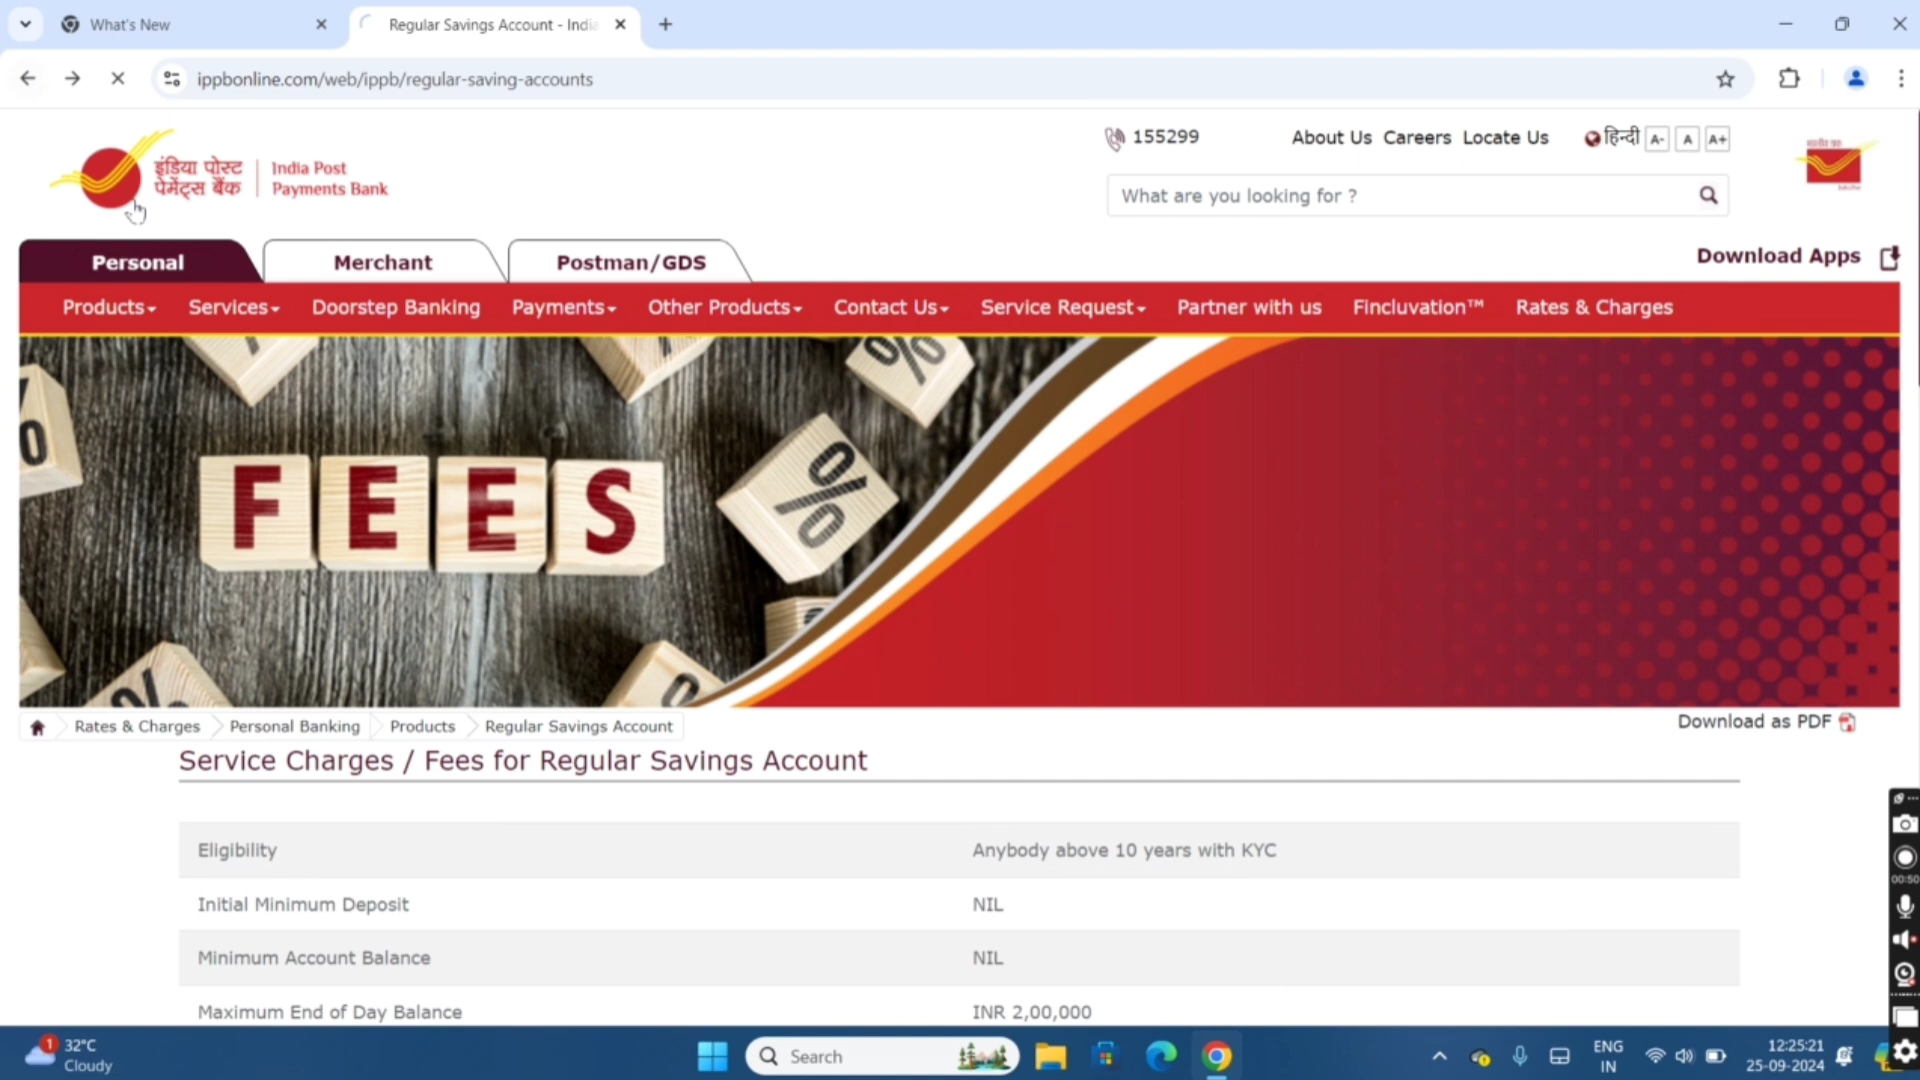 What's New
Regular Savings Account - India
ippbonline.com/web/ippb/regular-saving-accounts
इंडिया पोस्ट
पेमेंट्स बैंक
India Post
Payments Bank
155299
About Us Careers Locate Us
हिन्दी A- A A+
What are you looking for ?
Personal
Merchant
Postman/GDS
Download Apps
Products Services Doorstep Banking Payments Other Products Contact Us Service Request Partner with us Fincluvation™ Rates & Charges
% % % %
FEES
Rates & Charges Personal Banking Products Regular Savings Account
Download as PDF
Service Charges / Fees for Regular Savings Account
Eligibility Anybody above 10 years with KYC
Initial Minimum Deposit NIL
Minimum Account Balance NIL
Maximum End of Day Balance INR 2,00,000
00:50
1
32°C
Cloudy
Search
ENG
IN
12:25:21
25-09-2024